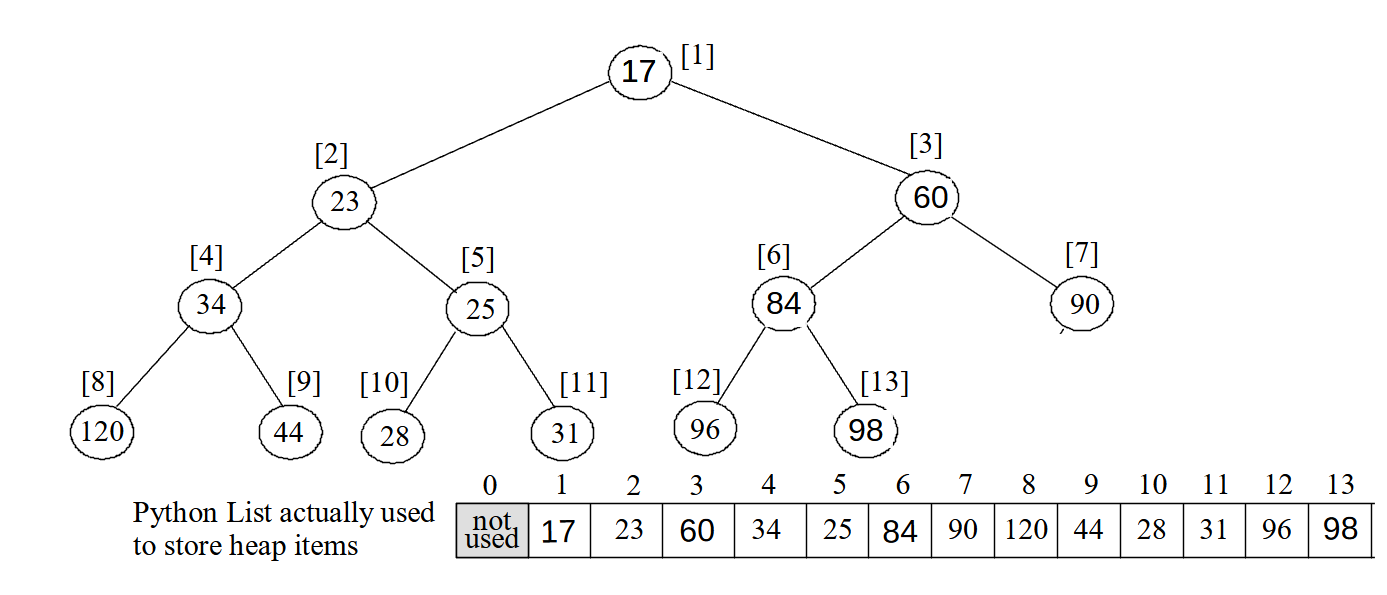 17 [1]
[2] [3]
23 60
[4] [5] [6] [7]
34 25 84 90
[8] [9] [10] [11] [12] [13]
120 44 28 31 96 98
0 1 2 3 4 5 6 7 8 9 10 11 12 13
Python List actually used
to store heap items
not
used
17 23 60 34 25 84 90 120 44 28 31 96 98